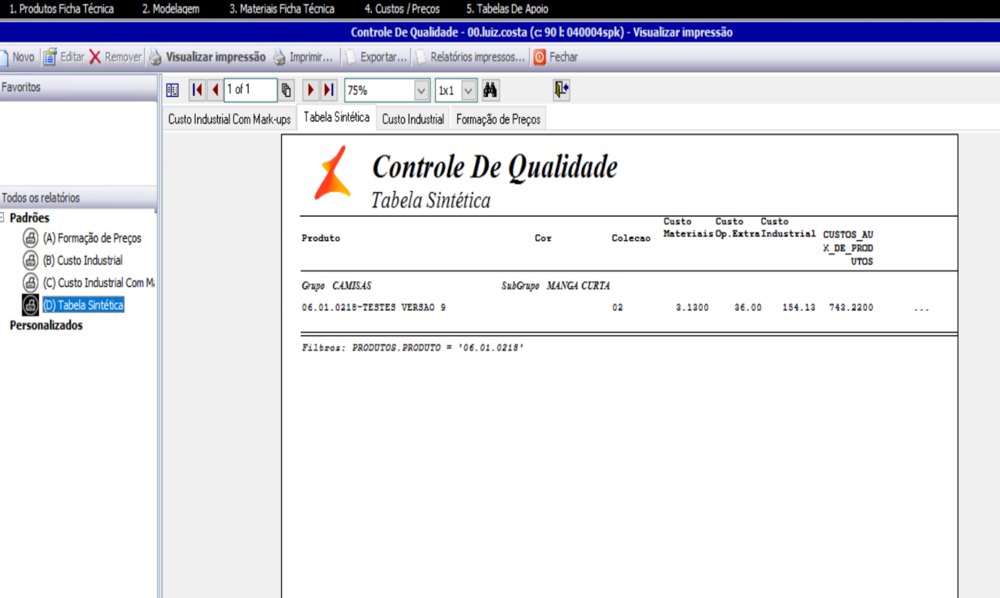 1. Produtos Ficha Técnica 2. Modelagem 3. Materiais Ficha Técnica 4. Custos / Preços 5. Tabelas De Apoio
Controle De Qualidade - 00.luiz.costa (c: 90 l: 040004spk) - Visualizar impressão
Novo Editar Remover Visualizar impressão Imprimir... Exportar... Relatórios impressos... Fechar
Favoritos
1 of 1 75% 1x1
Custo Industrial Com Mark-ups Tabela Sintética Custo Industrial Formação de Preços
Todos os relatórios
Padrões
(A) Formação de Preços
(B) Custo Industrial
(C) Custo Industrial Com M
(D) Tabela Sintética
Personalizados
Controle De Qualidade
Tabela Sintética
Custo Custo Custo
Produto Cor Colecao Materiais Op.Extra Industrial CUSTOS_AU
X_DE_PROD
UTOS
Grupo CAMISAS SubGrupo MANGA CURTA
06.01.0218-TESTES VERSAO 9 02 3.1300 36.00 154.13 743.2200 ...
Filtros: PRODUTOS.PRODUTO = '06.01.0218'